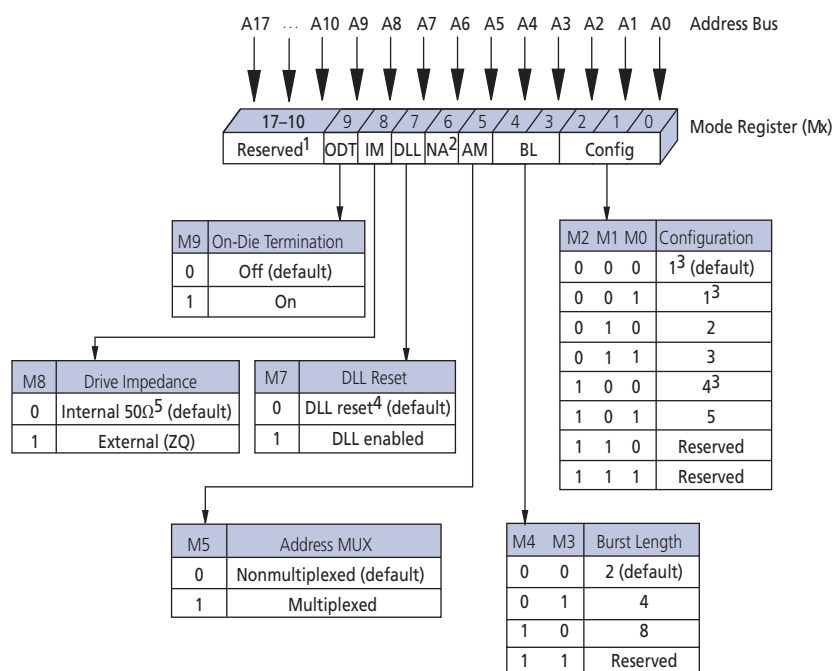 A17 ... A10 A9 A8 A7 A6 A5 A4 A3 A2 A1 A0 Address Bus
17–10 9 8 7 6 5 4 3 2 1 0 Mode Register (Mx)
Reserved1 ODT IM DLL NA2 AM BL Config
M9 On-Die Termination
0 Off (default)
1 On
M2 M1 M0 Configuration
0 0 0 13 (default)
0 0 1 13
0 1 0 2
0 1 1 3
1 0 0 43
1 0 1 5
1 1 0 Reserved
1 1 1 Reserved
M8 Drive Impedance
0 Internal 50Ω5 (default)
1 External (ZQ)
M7 DLL Reset
0 DLL reset4 (default)
1 DLL enabled
M5 Address MUX
0 Nonmultiplexed (default)
1 Multiplexed
M4 M3 Burst Length
0 0 2 (default)
0 1 4
1 0 8
1 1 Reserved